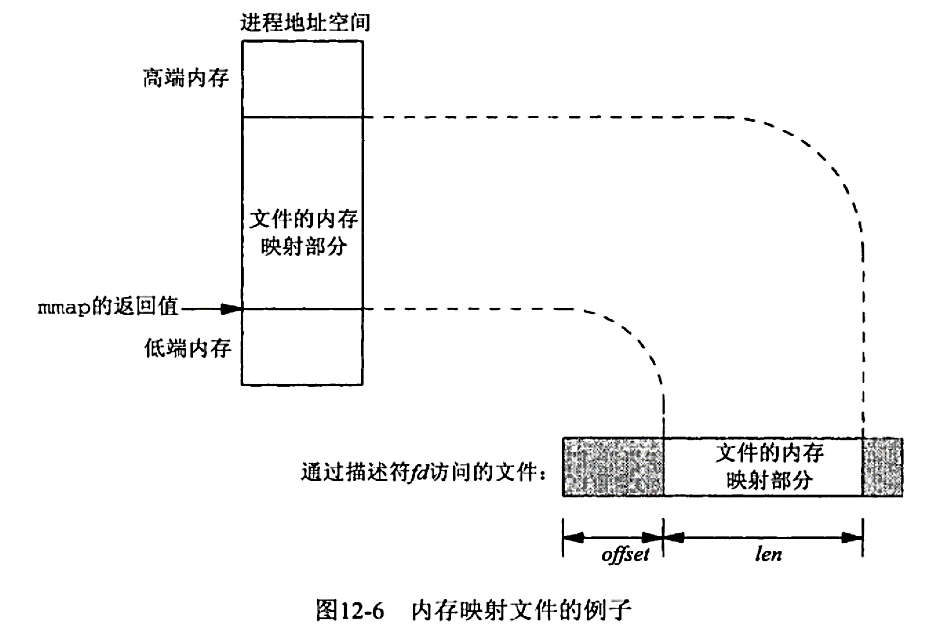 进程地址空间
高端内存
文件的内存
映射部分
mmap的返回值
低端内存
通过描述符fd访问的文件：
文件的内存
映射部分
offset
len
图12-6 内存映射文件的例子